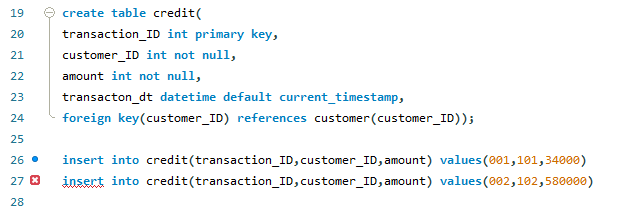 19 create table credit(
20 transaction_ID int primary key,
21 customer_ID int not null,
22 amount int not null,
23 transacton_dt datetime default current_timestamp,
24 foreign key(customer_ID) references customer(customer_ID));
25
26 insert into credit(transaction_ID,customer_ID,amount) values(001,101,34000)
27 insert into credit(transaction_ID,customer_ID,amount) values(002,102,580000)
28